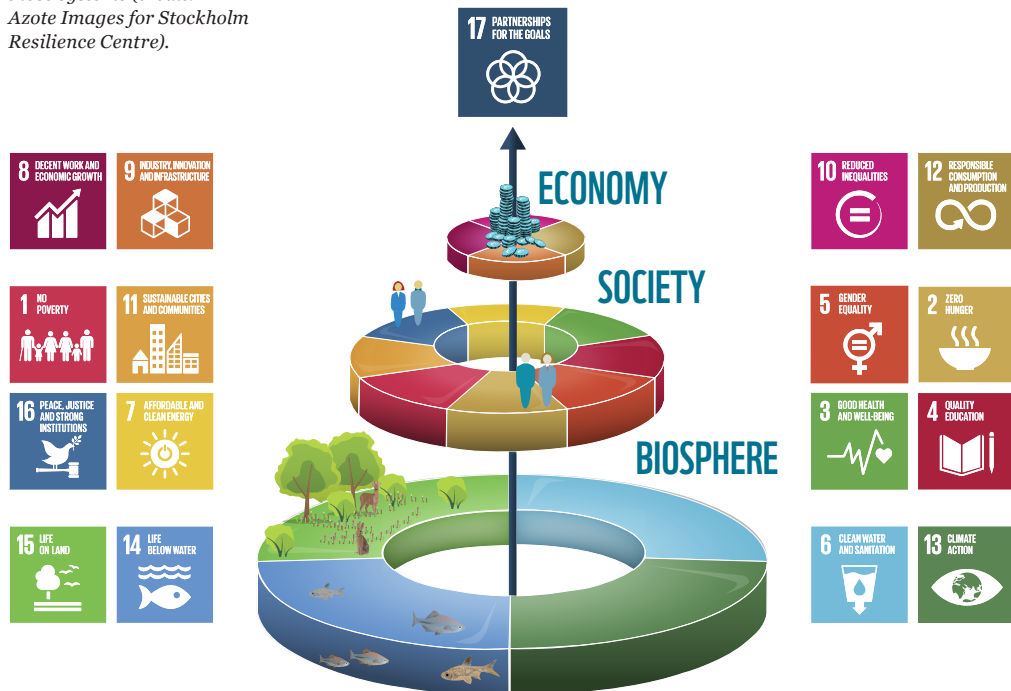 Azote Images for Stockholm
Resilience Centre).
17 PARTNERSHIPS
FOR THE GOALS
ECONOMY
SOCIETY
BIOSPHERE
8 DECENT WORK AND
ECONOMIC GROWTH
9 INDUSTRY, INNOVATION
AND INFRASTRUCTURE
1 NO
POVERTY
11 SUSTAINABLE CITIES
AND COMMUNITIES
16 PEACE, JUSTICE
AND STRONG
INSTITUTIONS
7 AFFORDABLE AND
CLEAN ENERGY
15 LIFE
ON LAND
14 LIFE
BELOW WATER
10 REDUCED
INEQUALITIES
12 RESPONSIBLE
CONSUMPTION
AND PRODUCTION
5 GENDER
EQUALITY
2 ZERO
HUNGER
3 GOOD HEALTH
AND WELL-BEING
4 QUALITY
EDUCATION
6 CLEAN WATER
AND SANITATION
13 CLIMATE
ACTION